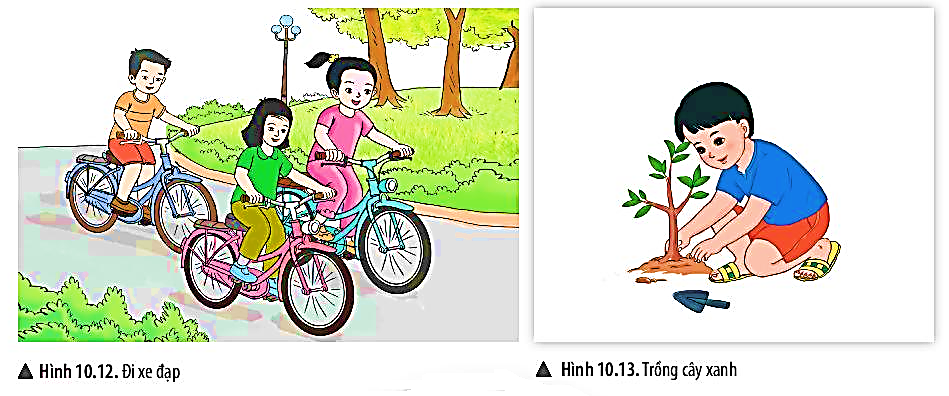 ▲ Hình 10.12. Đi xe đạp
▲ Hình 10.13. Trồng cây xanh